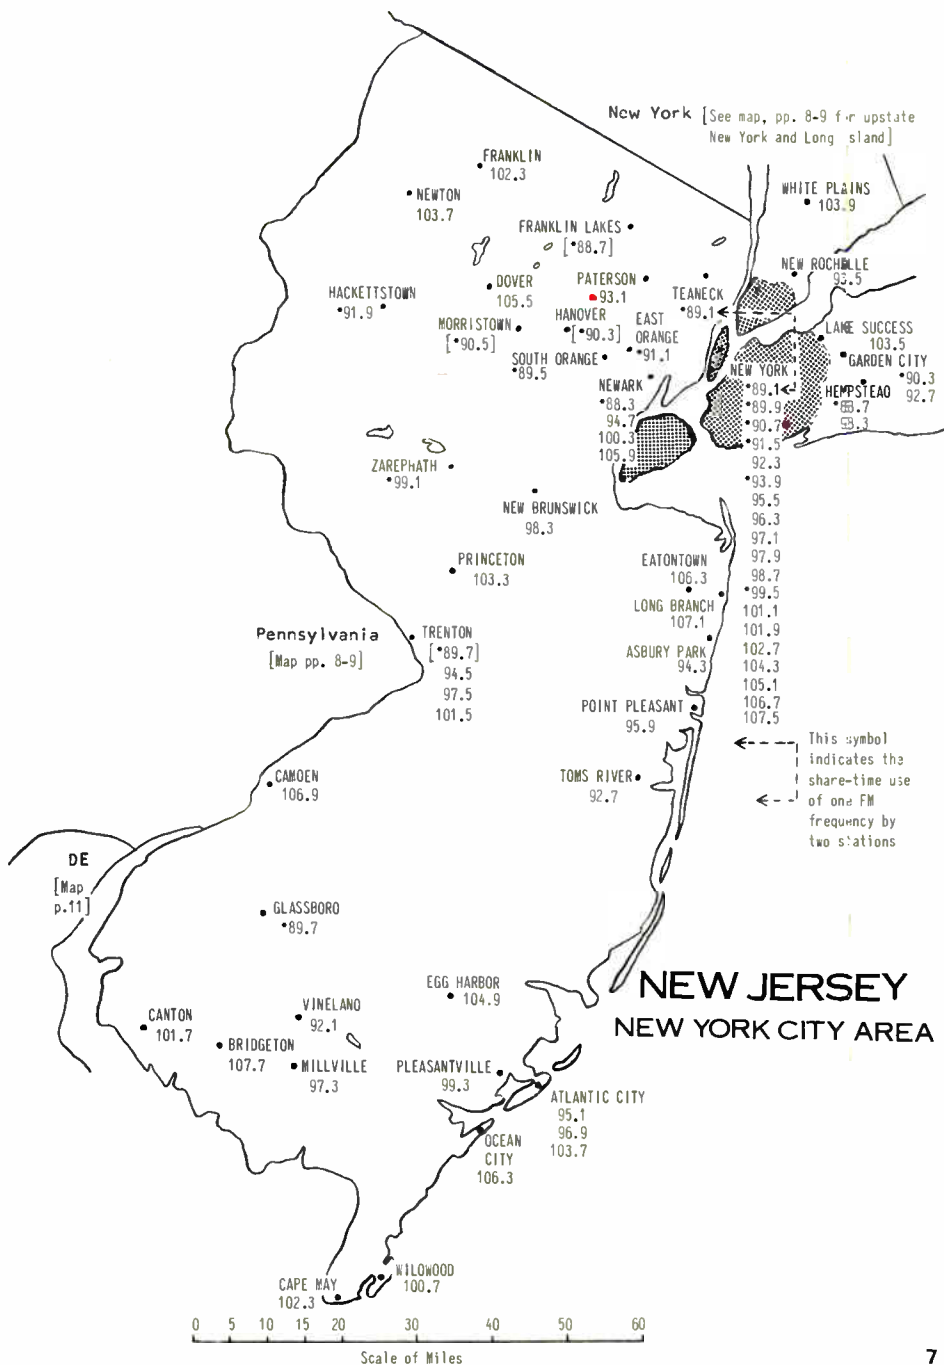 New York [See map, pp. 8-9 for upstate
New York and Long Island]
FRANKLIN
102.3
NEWTON
103.7
WHITE PLAINS
103.9
FRANKLIN LAKES
[*88.7]
NEW ROCHELLE
93.5
DOVER
105.5
PATERSON
93.1
TEANECK
*89.1
HACKETTSTOWN
*91.9
MORRISTOWN
[*90.5]
HANOVER
[*90.3]
EAST
ORANGE
*91.1
SOUTH ORANGE
*89.5
LAKE SUCCESS
103.5
GARDEN CITY
*90.3
92.7
HEMPSTEAD
*88.7
98.3
NEWARK
*88.3
94.7
100.3
105.9
NEW YORK
*89.1
*89.9
*90.7
*91.5
92.3
*93.9
95.5
96.3
97.1
97.9
98.7
*99.5
101.1
101.9
102.7
104.3
105.1
106.7
107.5
ZAREPHATH
*99.1
NEW BRUNSWICK
98.3
PRINCETON
103.3
EATONTOWN
106.3
LONG BRANCH
107.1
ASBURY PARK
94.3
Pennsylvania
[Map pp. 8-9]
TRENTON
[*89.7]
94.5
97.5
101.5
POINT PLEASANT
95.9
This symbol
indicates the
share-time use
of one FM
frequency by
two stations
TOMS RIVER
92.7
CAMDEN
106.9
DE
[Map
p.11]
GLASSBORO
*89.7
EGG HARBOR
104.9
NEW JERSEY
NEW YORK CITY AREA
VINELAND
92.1
CANTON
101.7
BRIDGETON
107.7
MILLVILLE
97.3
PLEASANTVILLE
99.3
ATLANTIC CITY
95.1
96.9
103.7
OCEAN
CITY
106.3
WILDWOOD
100.7
CAPE MAY
102.3
0 5 10 15 20 30 40 50 60
Scale of Miles
7